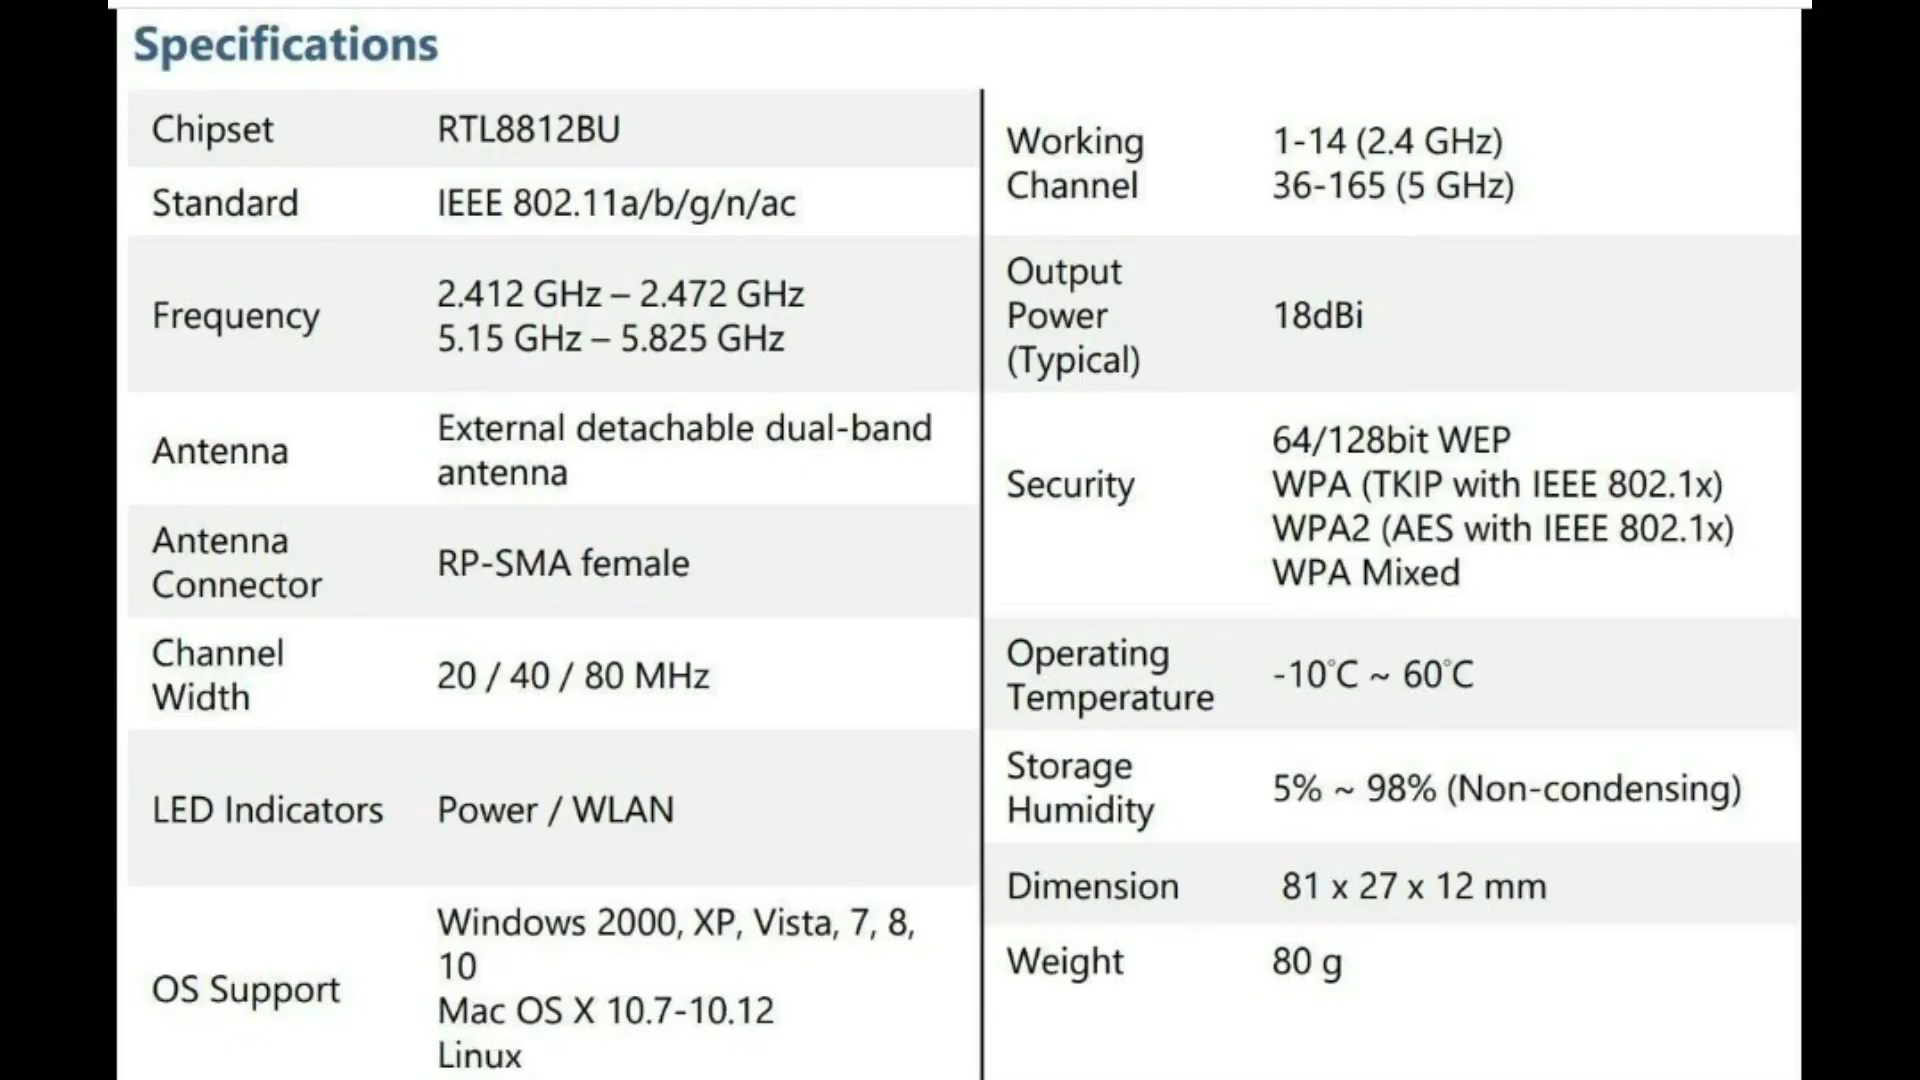 Specifications
Chipset RTL8812BU
Standard IEEE 802.11a/b/g/n/ac
Frequency 2.412 GHz – 2.472 GHz
5.15 GHz – 5.825 GHz
Antenna External detachable dual-band
antenna
Antenna
Connector RP-SMA female
Channel
Width 20 / 40 / 80 MHz
LED Indicators Power / WLAN
OS Support Windows 2000, XP, Vista, 7, 8,
10
Mac OS X 10.7-10.12
Linux
Working
Channel 1-14 (2.4 GHz)
36-165 (5 GHz)
Output
Power
(Typical) 18dBi
Security 64/128bit WEP
WPA (TKIP with IEEE 802.1x)
WPA2 (AES with IEEE 802.1x)
WPA Mixed
Operating
Temperature -10°C ~ 60°C
Storage
Humidity 5% ~ 98% (Non-condensing)
Dimension 81 x 27 x 12 mm
Weight 80 g